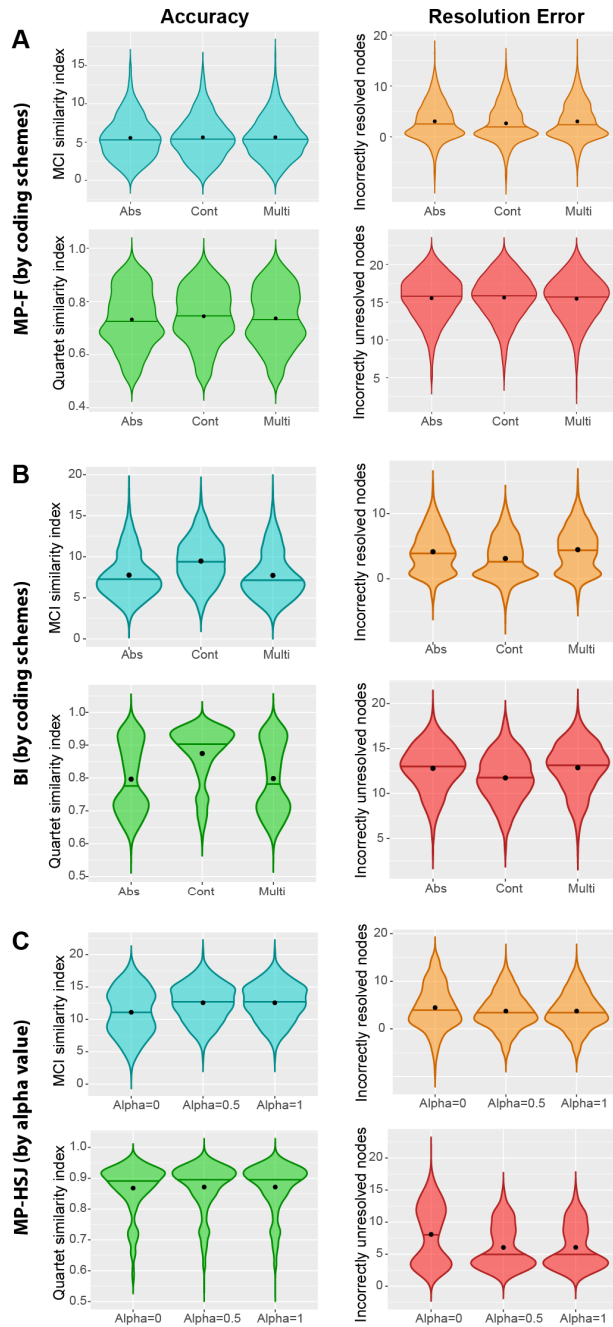 Accuracy
Resolution Error
A
MP-F (by coding schemes)
MCI similarity index
15
10
5
0
Abs
Cont
Multi
Incorrectly resolved nodes
20
10
0
Abs
Cont
Multi
Quartet similarity index
1.0
0.8
0.6
0.4
Abs
Cont
Multi
Incorrectly unresolved nodes
20
15
10
5
Abs
Cont
Multi
B
BI (by coding schemes)
MCI similarity index
20
15
10
5
0
Abs
Cont
Multi
Incorrectly resolved nodes
10
0
Abs
Cont
Multi
Quartet similarity index
1.0
0.9
0.8
0.7
0.6
0.5
Abs
Cont
Multi
Incorrectly unresolved nodes
20
15
10
5
Abs
Cont
Multi
C
MP-HSJ (by alpha value)
MCI similarity index
20
15
10
5
0
Alpha=0
Alpha=0.5
Alpha=1
Incorrectly resolved nodes
20
10
0
Alpha=0
Alpha=0.5
Alpha=1
Quartet similarity index
1.0
0.9
0.8
0.7
0.6
0.5
Alpha=0
Alpha=0.5
Alpha=1
Incorrectly unresolved nodes
20
15
10
5
0
Alpha=0
Alpha=0.5
Alpha=1